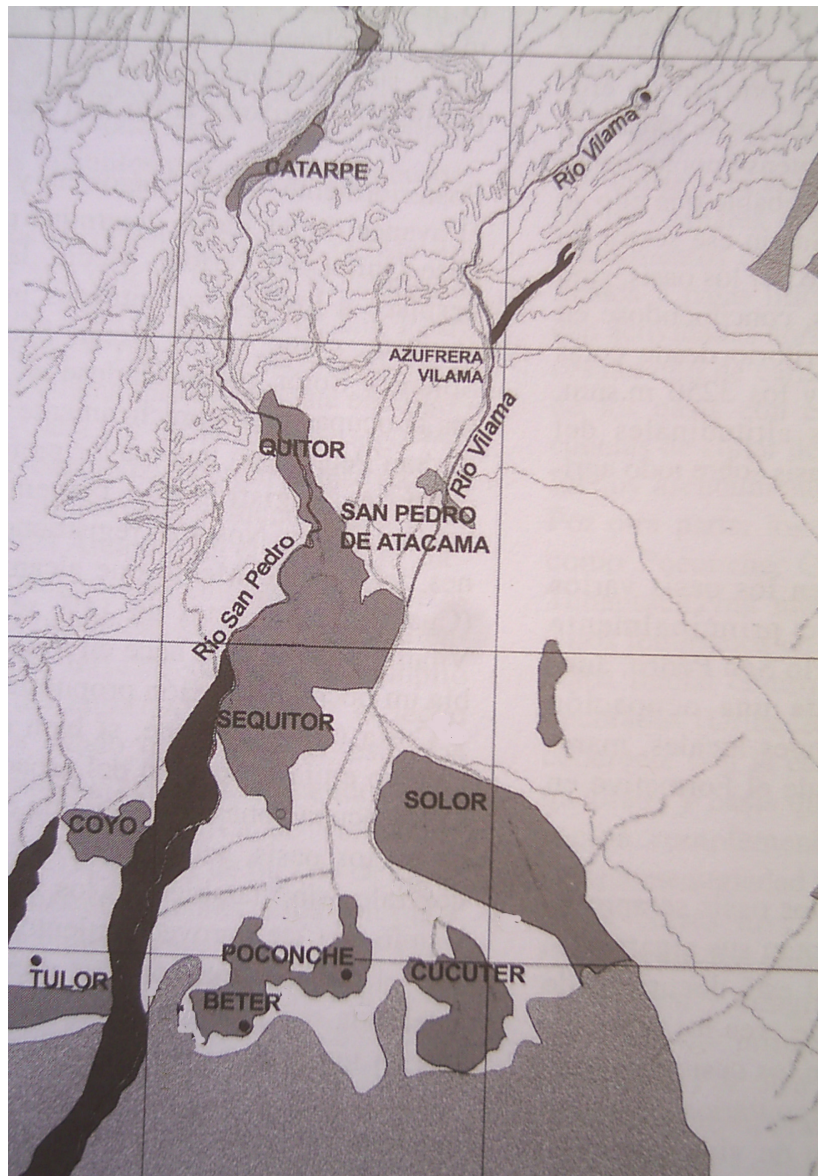 CATARPE
Río Vilama
AZUFRERA
VILAMA
Río Vilama
QUITOR
SAN PEDRO
DE ATACAMA
Río San Pedro
SEQUITOR
SOLOR
COYO
POCONCHE
CUCUTER
TULOR
BETER